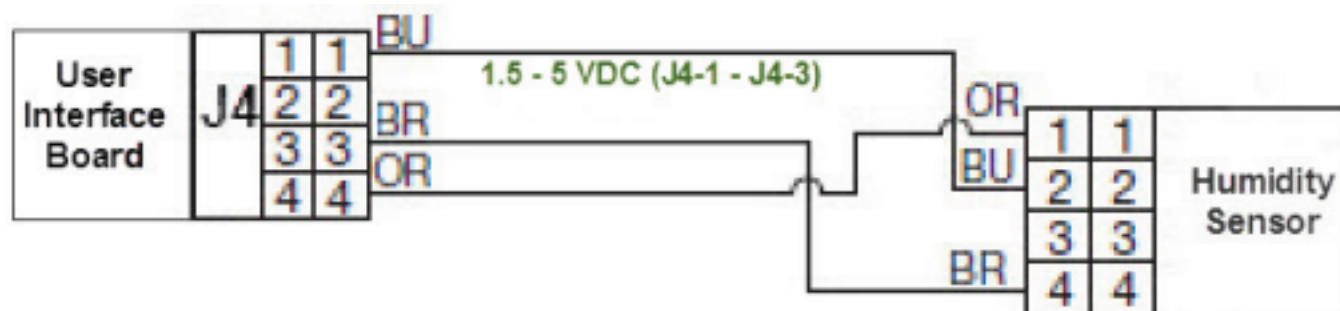 User
Interface
Board
J4
1 1
2 2
3 3
4 4
BU
BR
OR
1.5 - 5 VDC (J4-1 - J4-3)
OR
BU
BR
1 1
2 2
3 3
4 4
Humidity
Sensor